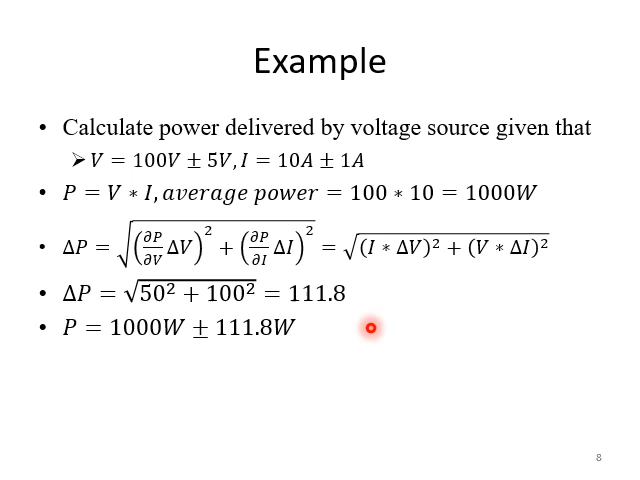 Example
• Calculate power delivered by voltage source given that
➢ V = 100V ± 5V, I = 10A ± 1A
• P = V ∗ I, average power = 100 ∗ 10 = 1000W
• ΔP = √((∂P/∂V ΔV)² + (∂P/∂I ΔI)²) = √((I ∗ ΔV)² + (V ∗ ΔI)²)
• ΔP = √(50² + 100²) = 111.8
• P = 1000W ± 111.8W
8